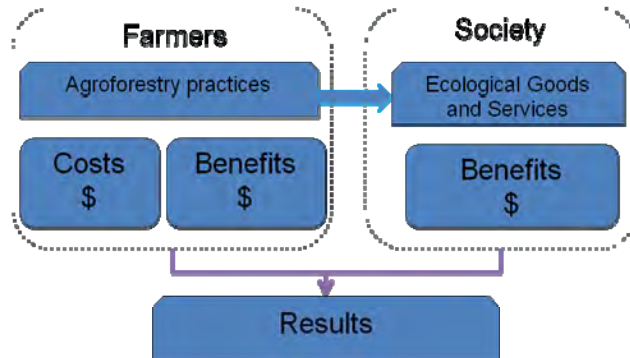 Farmers
Society
Agroforestry practices
Ecological Goods
and Services
Costs
$
Benefits
$
Benefits
$
Results